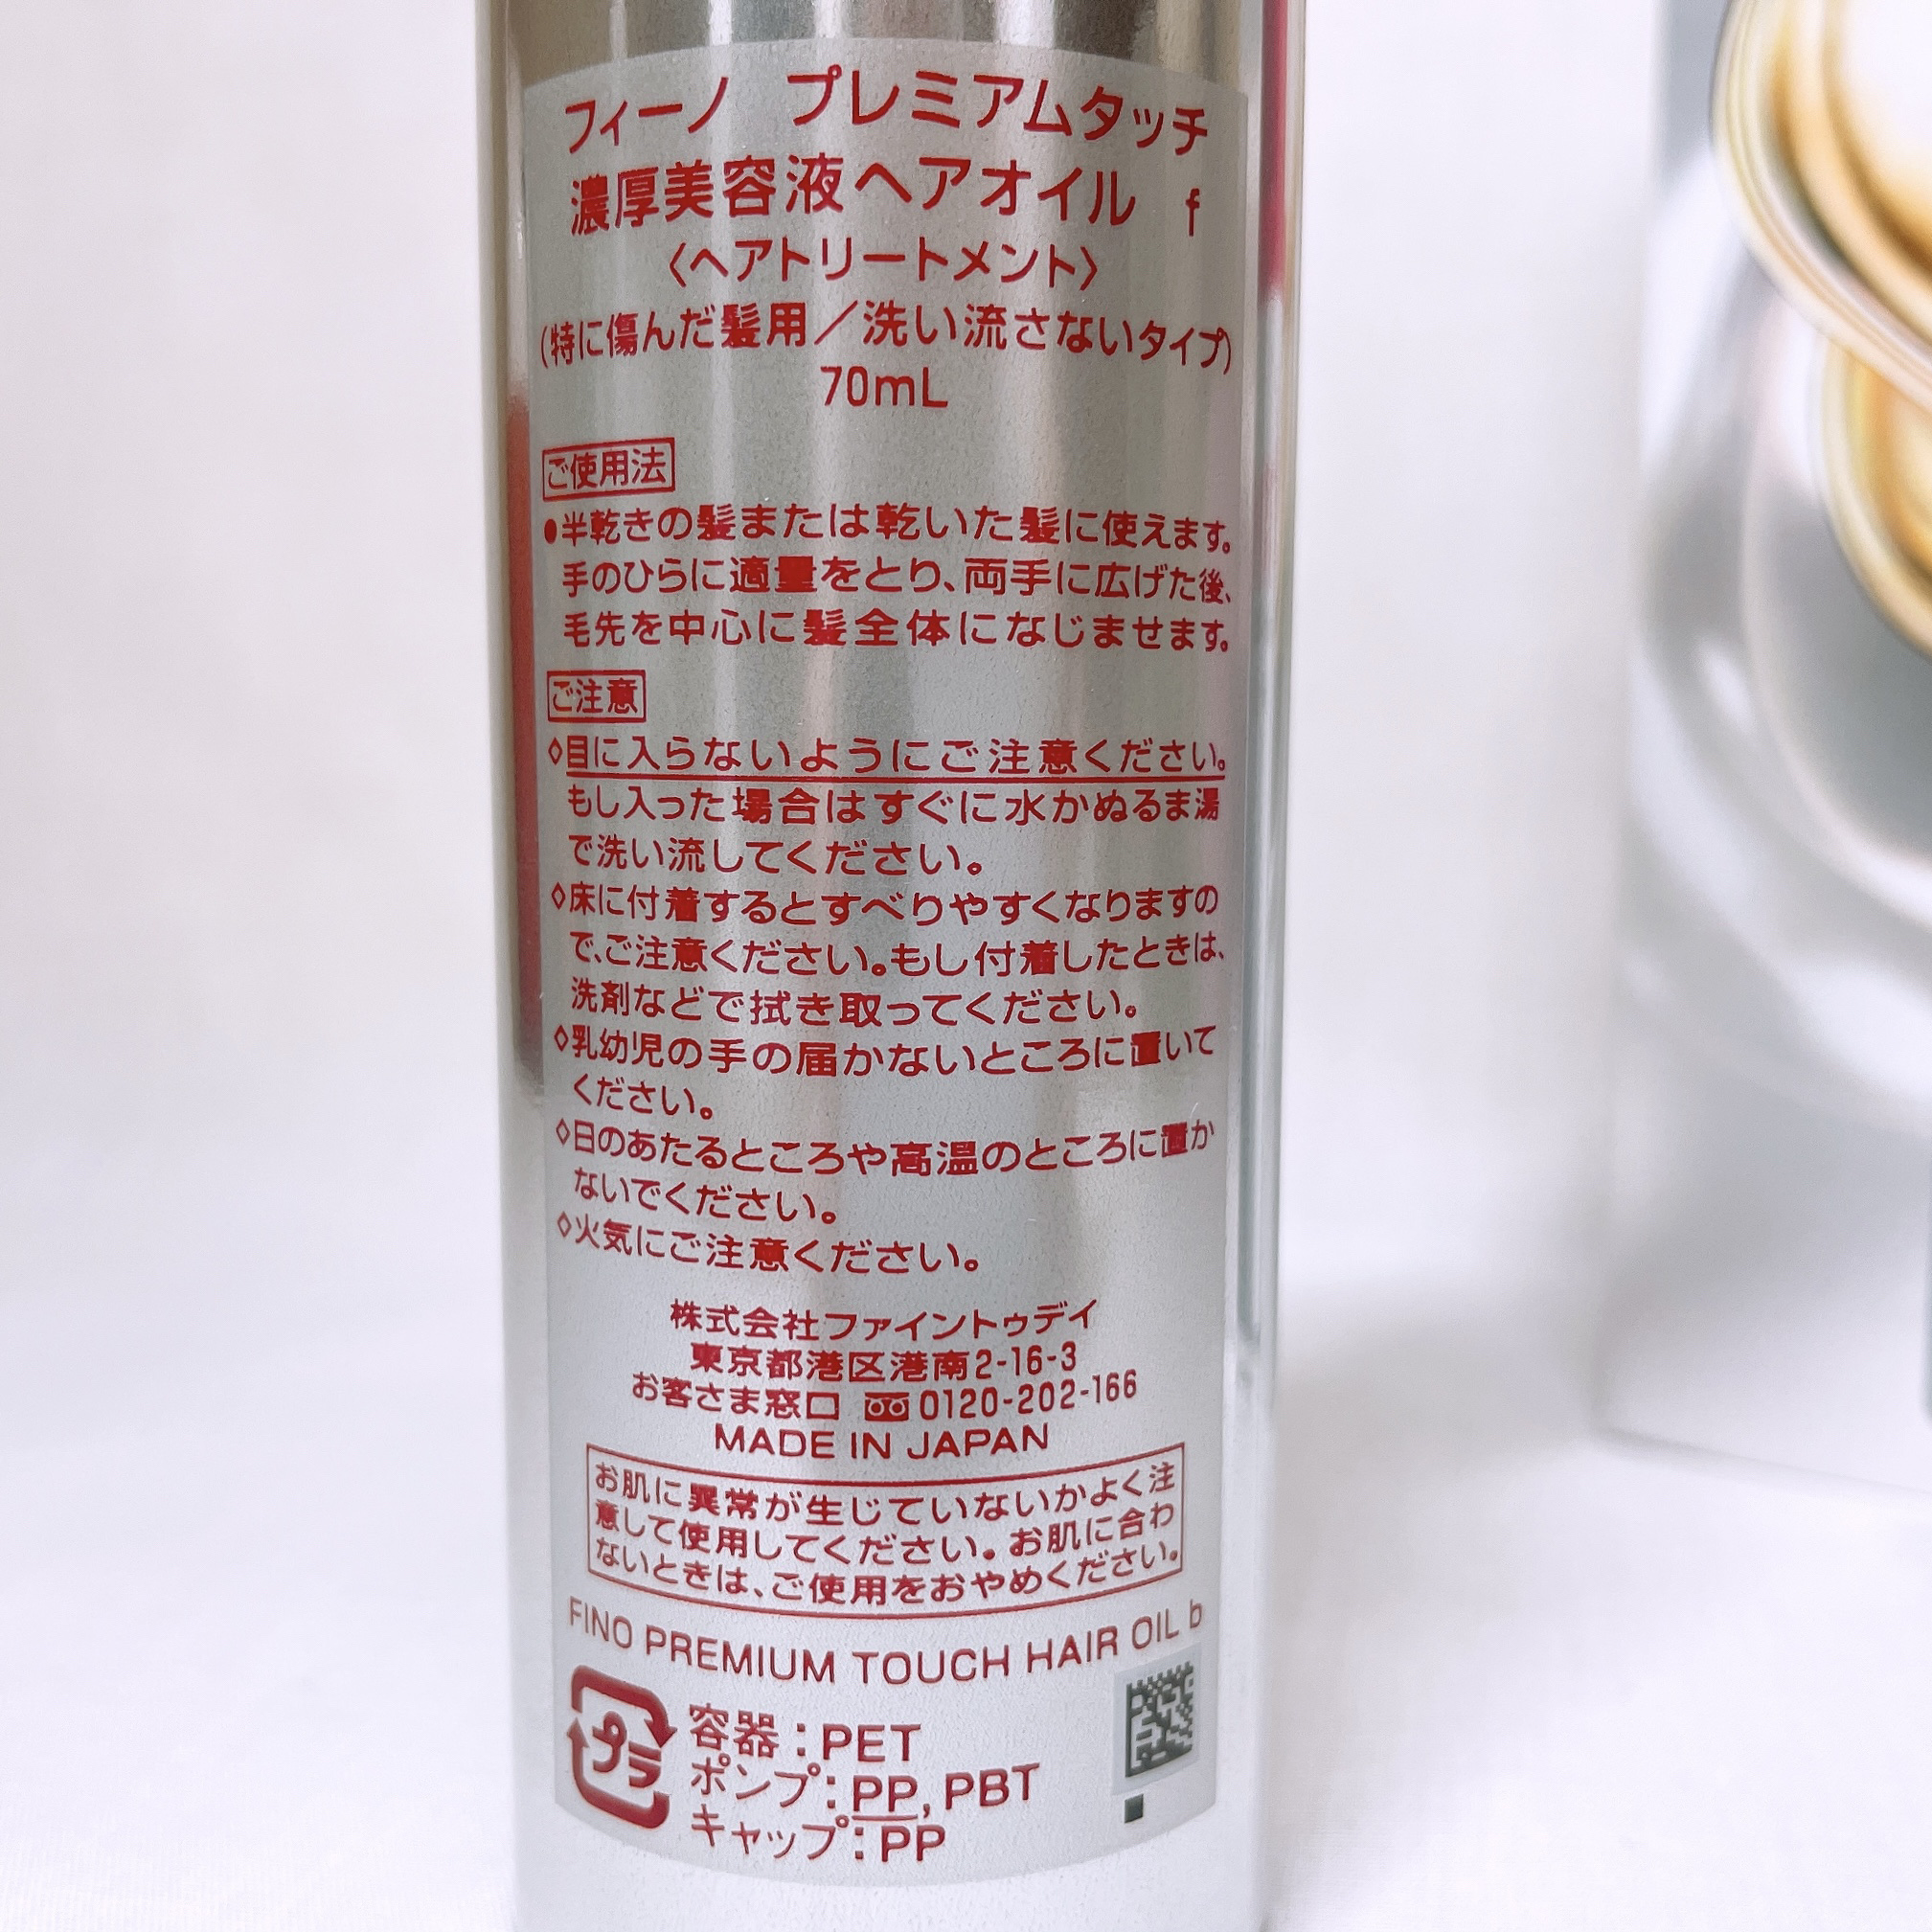 フィーノ　プレミアムタッチ
濃厚美容液ヘアオイル　f
〈ヘアトリートメント〉
(特に傷んだ髪用／洗い流さないタイプ)
70mL
ご使用法
●半乾きの髪または乾いた髪に使えます。
手のひらに適量をとり、両手に広げた後、
毛先を中心に髪全体になじませます。
ご注意
◇目に入らないようにご注意ください。
もし入った場合はすぐに水かぬるま湯
で洗い流してください。
◇床に付着するとすべりやすくなりますの
で、ご注意ください。もし付着したときは、
洗剤などで拭き取ってください。
◇乳幼児の手の届かないところに置いて
ください。
◇日のあたるところや高温のところに置か
ないでください。
◇火気にご注意ください。
株式会社ファイントゥデイ
東京都港区港南2-16-3
お客さま窓口 0120-202-166
MADE IN JAPAN
お肌に異常が生じていないかよく注
意して使用してください。お肌に合わ
ないときは、ご使用をおやめください。
FINO PREMIUM TOUCH HAIR OIL b
プラ
容器：PET
ポンプ：PP, PBT
キャップ：PP